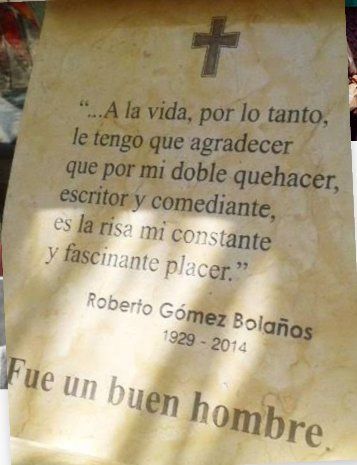 “...A la vida, por lo tanto,
le tengo que agradecer
que por mi doble quehacer,
escritor y comediante,
es la risa mi constante
y fascinante placer.”
Roberto Gómez Bolaños
1929 - 2014
Fue un buen hombre.